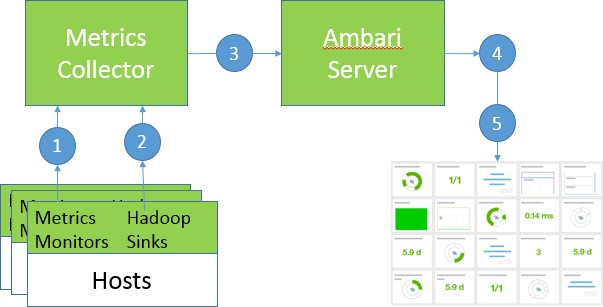 Metrics
Collector
3
Ambari
Server
4
1
2
5
Metrics Hadoop
Monitors Sinks
Hosts
1/1
0.14 ms
5.9 d
3
5.9 d
5.9 d
1/1